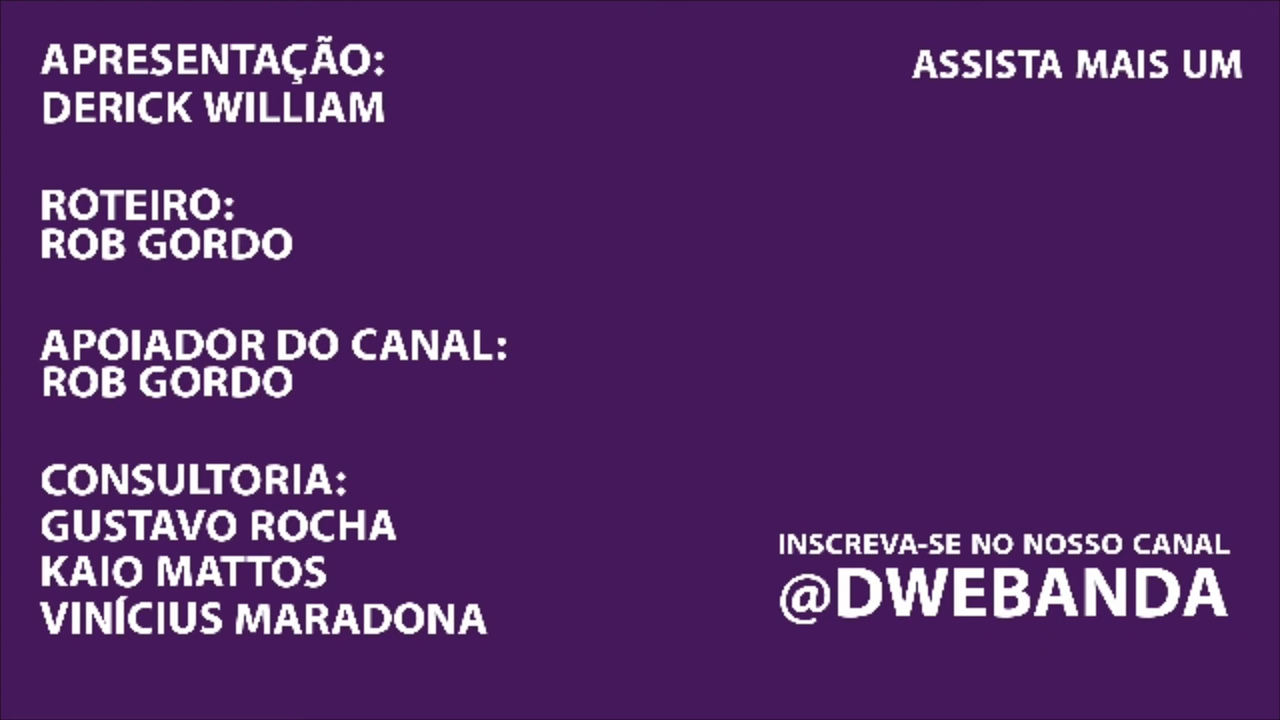 APRESENTAÇÃO:
DERICK WILLIAM
ROTEIRO:
ROB GORDO
APOIADOR DO CANAL:
ROB GORDO
CONSULTORIA:
GUSTAVO ROCHA
KAIO MATTOS
VINÍCIUS MARADONA
ASSISTA MAIS UM
INSCREVA-SE NO NOSSO CANAL
@DWEBANDA